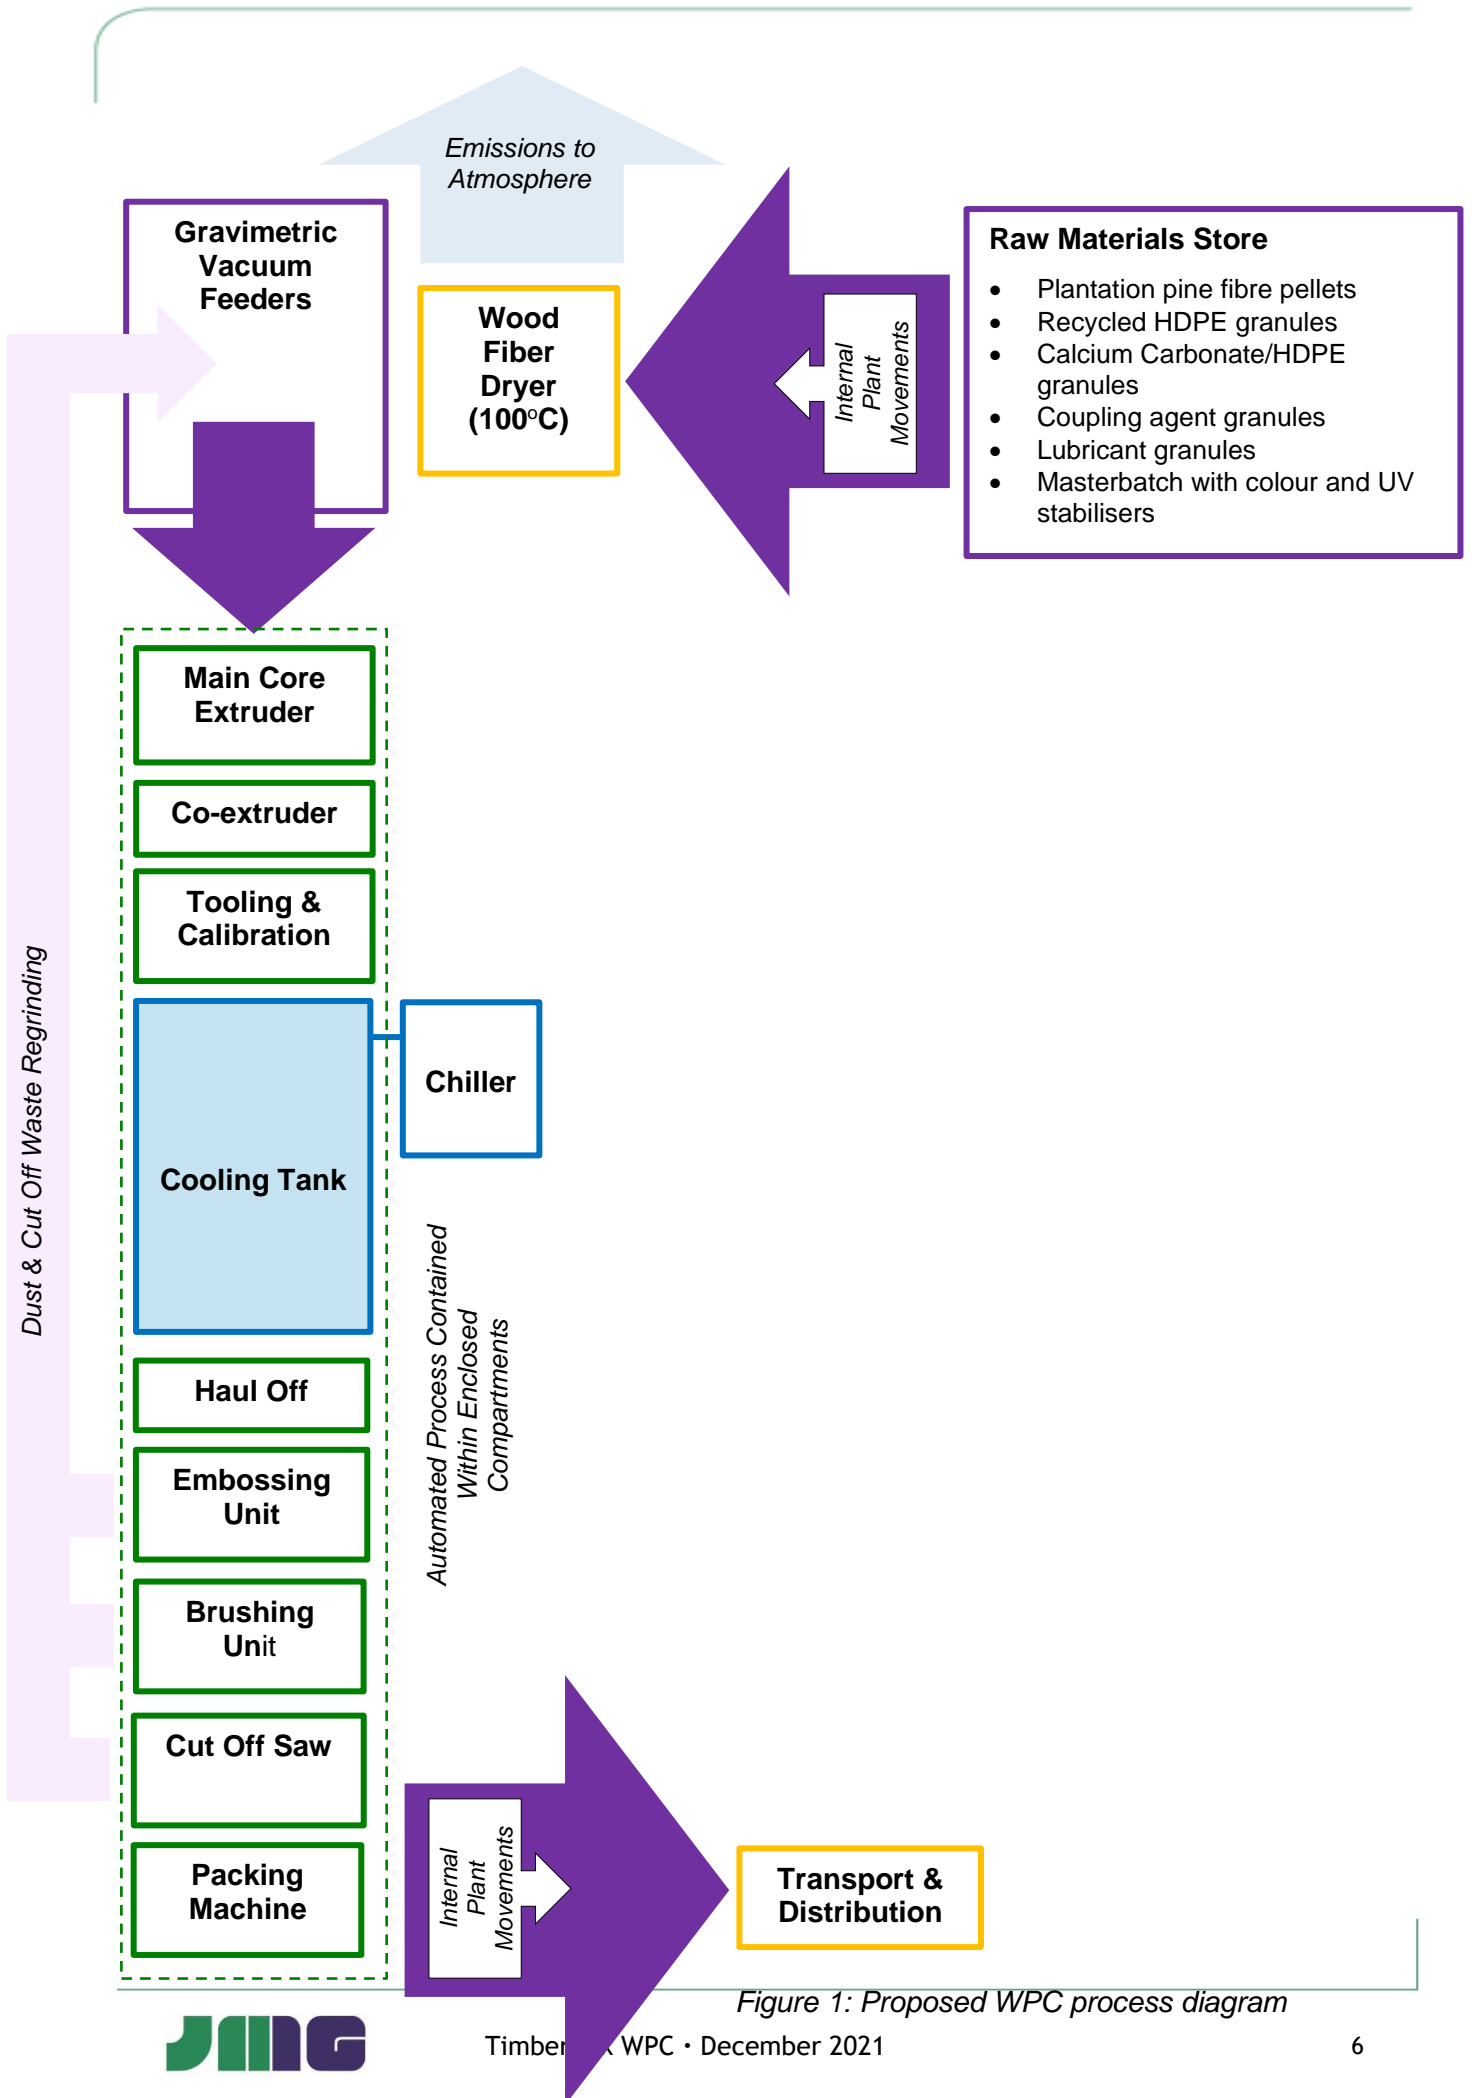 Emissions to
Atmosphere
Gravimetric
Vacuum
Feeders
Wood
Fiber
Dryer
(100°C)
Internal
Plant
Movements
Raw Materials Store
• Plantation pine fibre pellets
• Recycled HDPE granules
• Calcium Carbonate/HDPE
granules
• Coupling agent granules
• Lubricant granules
• Masterbatch with colour and UV
stabilisers
Main Core
Extruder
Co-extruder
Tooling &
Calibration
Dust & Cut Off Waste Regrinding
Cooling Tank
Chiller
Automated Process Contained
Within Enclosed
Compartments
Haul Off
Embossing
Unit
Brushing
Unit
Cut Off Saw
Packing
Machine
Internal
Plant
Movements
Transport &
Distribution
Figure 1: Proposed WPC process diagram
JMG
WPC • December 2021
6